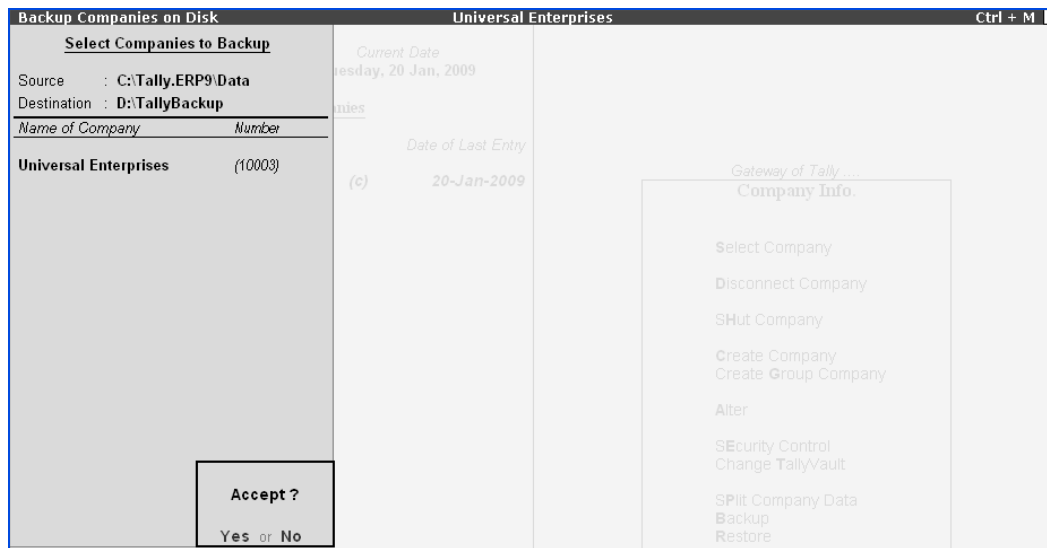 Backup Companies on Disk Universal Enterprises Ctrl + M
Select Companies to Backup
Source : C:\Tally.ERP9\Data
Destination : D:\TallyBackup
Name of Company Number
Universal Enterprises (10003)
Accept ?
Yes or No
Current Date
uesday, 20 Jan, 2009
anies
Date of Last Entry
(c) 20-Jan-2009
Gateway of Tally ....
Company Info.
Select Company
Disconnect Company
SHut Company
Create Company
Create Group Company
Alter
SEcurity Control
Change TallyVault
SPlit Company Data
Backup
Restore